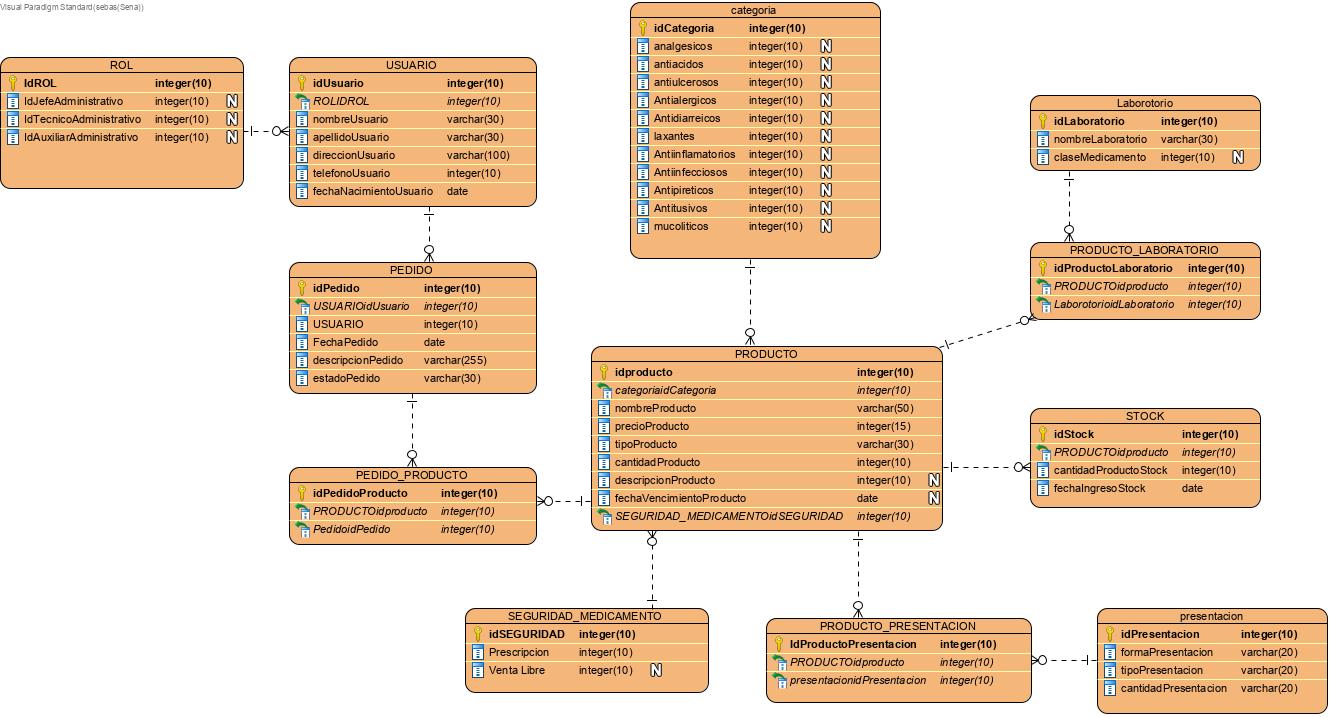 Visual Paradigm Standard(sebas(Sena))
ROL
IdROL integer(10)
IdJefeAdministrativo integer(10) N
IdTecnicoAdministrativo integer(10) N
IdAuxiliarAdministrativo integer(10) N
USUARIO
idUsuario integer(10)
ROLIDROL integer(10)
nombreUsuario varchar(30)
apellidoUsuario varchar(30)
direccionUsuario varchar(100)
telefonoUsuario integer(10)
fechaNacimientoUsuario date
categoria
idCategoria integer(10)
analgesicos integer(10) N
antiacidos integer(10) N
antiulcerosos integer(10) N
Antialergicos integer(10) N
Antidiarreicos integer(10) N
laxantes integer(10) N
Antiinflamatorios integer(10) N
Antiinfecciosos integer(10) N
Antipireticos integer(10) N
Antitusivos integer(10) N
mucoliticos integer(10) N
Laborotorio
idLaboratorio integer(10)
nombreLaboratorio varchar(30)
claseMedicamento integer(10) N
PEDIDO
idPedido integer(10)
USUARIOidUsuario integer(10)
USUARIO integer(10)
FechaPedido date
descripcionPedido varchar(255)
estadoPedido varchar(30)
PRODUCTO_LABORATORIO
idProductoLaboratorio integer(10)
PRODUCTOidproducto integer(10)
LaborotorioidLaboratorio integer(10)
PRODUCTO
idproducto integer(10)
categoriaidCategoria integer(10)
nombreProducto varchar(50)
precioProducto integer(15)
tipoProducto varchar(30)
cantidadProducto integer(10)
descripcionProducto integer(10) N
fechaVencimientoProducto date N
SEGURIDAD_MEDICAMENTOidSEGURIDAD integer(10)
STOCK
idStock integer(10)
PRODUCTOidproducto integer(10)
cantidadProductoStock integer(10)
fechaIngresoStock date
PEDIDO_PRODUCTO
idPedidoProducto integer(10)
PRODUCTOidproducto integer(10)
PedidoidPedido integer(10)
SEGURIDAD_MEDICAMENTO
idSEGURIDAD integer(10)
Prescripcion integer(10)
Venta Libre integer(10) N
PRODUCTO_PRESENTACION
IdProductoPresentacion integer(10)
PRODUCTOidproducto integer(10)
presentacionidPresentacion integer(10)
presentacion
idPresentacion integer(10)
formaPresentacion varchar(20)
tipoPresentacion varchar(20)
cantidadPresentacion varchar(20)